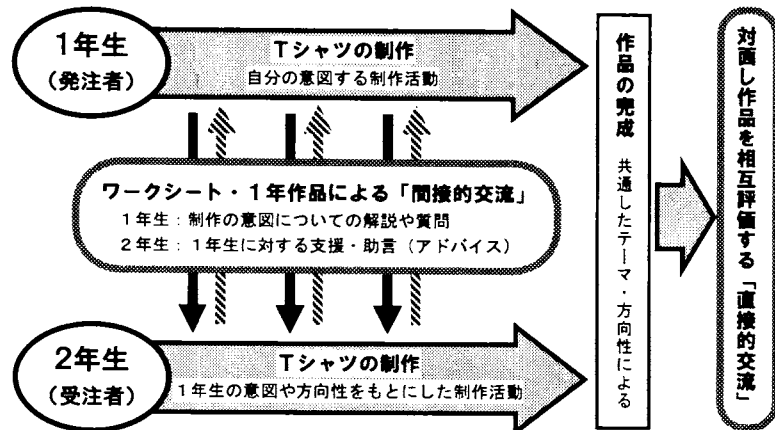 1年生
(発注者)
Tシャツの制作
自分の意図する制作活動
ワークシート・1年作品による「間接的交流」
1年生：制作の意図についての解説や質問
2年生：1年生に対する支援・助言（アドバイス）
2年生
(受注者)
Tシャツの制作
1年生の意図や方向性をもとにした制作活動
作品の完成 共通したテーマ・方向性による
対面し作品を相互評価する「直接的交流」